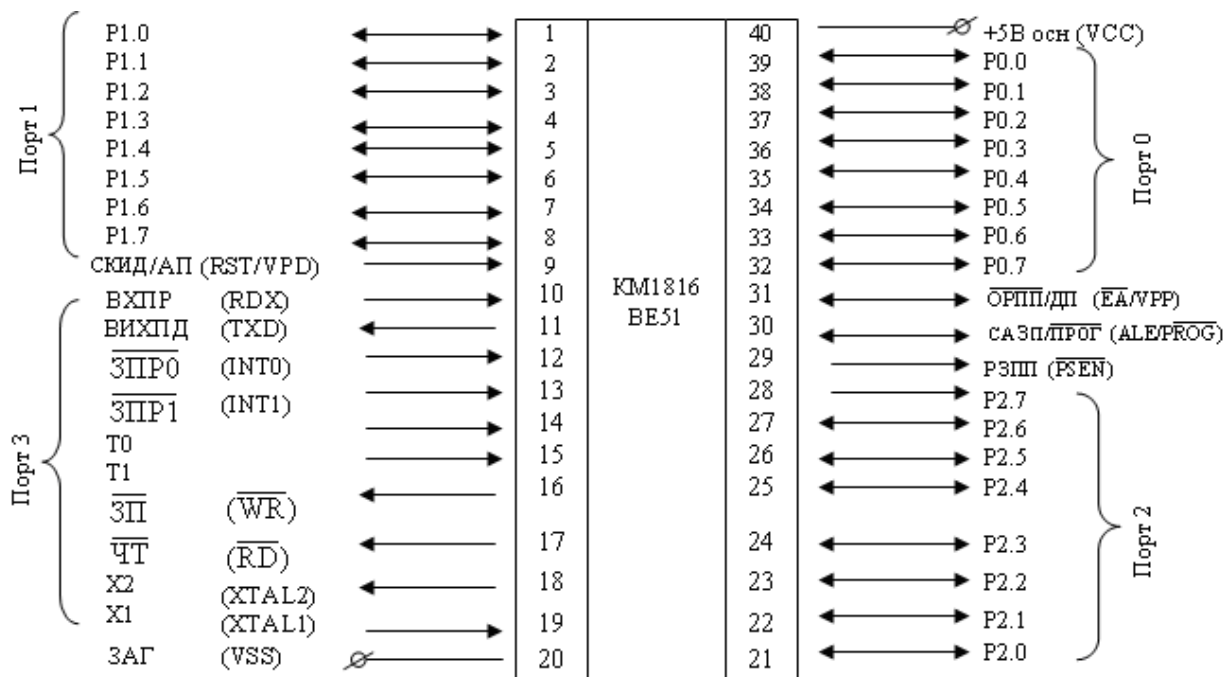 P1.0 1 40 +5В осн (VCC)
P1.1 2 39 P0.0
P1.2 3 38 P0.1
P1.3 4 37 P0.2
P1.4 5 36 P0.3
P1.5 6 35 P0.4
P1.6 7 34 P0.5
P1.7 8 33 P0.6
СКИД/АП (RST/VPD) 9 32 P0.7
ВХПР (RDX) 10 31 ОРПП/ДП (EA/VPP)
ВИХПД (TXD) 11 30 САЗП/ПРОГ (ALE/PROG)
ЗПР0 (INT0) 12 29 РЗПП (PSEN)
ЗПР1 (INT1) 13 28 P2.7
T0 14 27 P2.6
T1 15 26 P2.5
ЗП (WR) 16 25 P2.4
ЧТ (RD) 17 24 P2.3
X2 (XTAL2) 18 23 P2.2
X1 (XTAL1) 19 22 P2.1
ЗАГ (VSS) 20 21 P2.0
КМ1816
ВЕ51
Порт 1
Порт 3
Порт 0
Порт 2